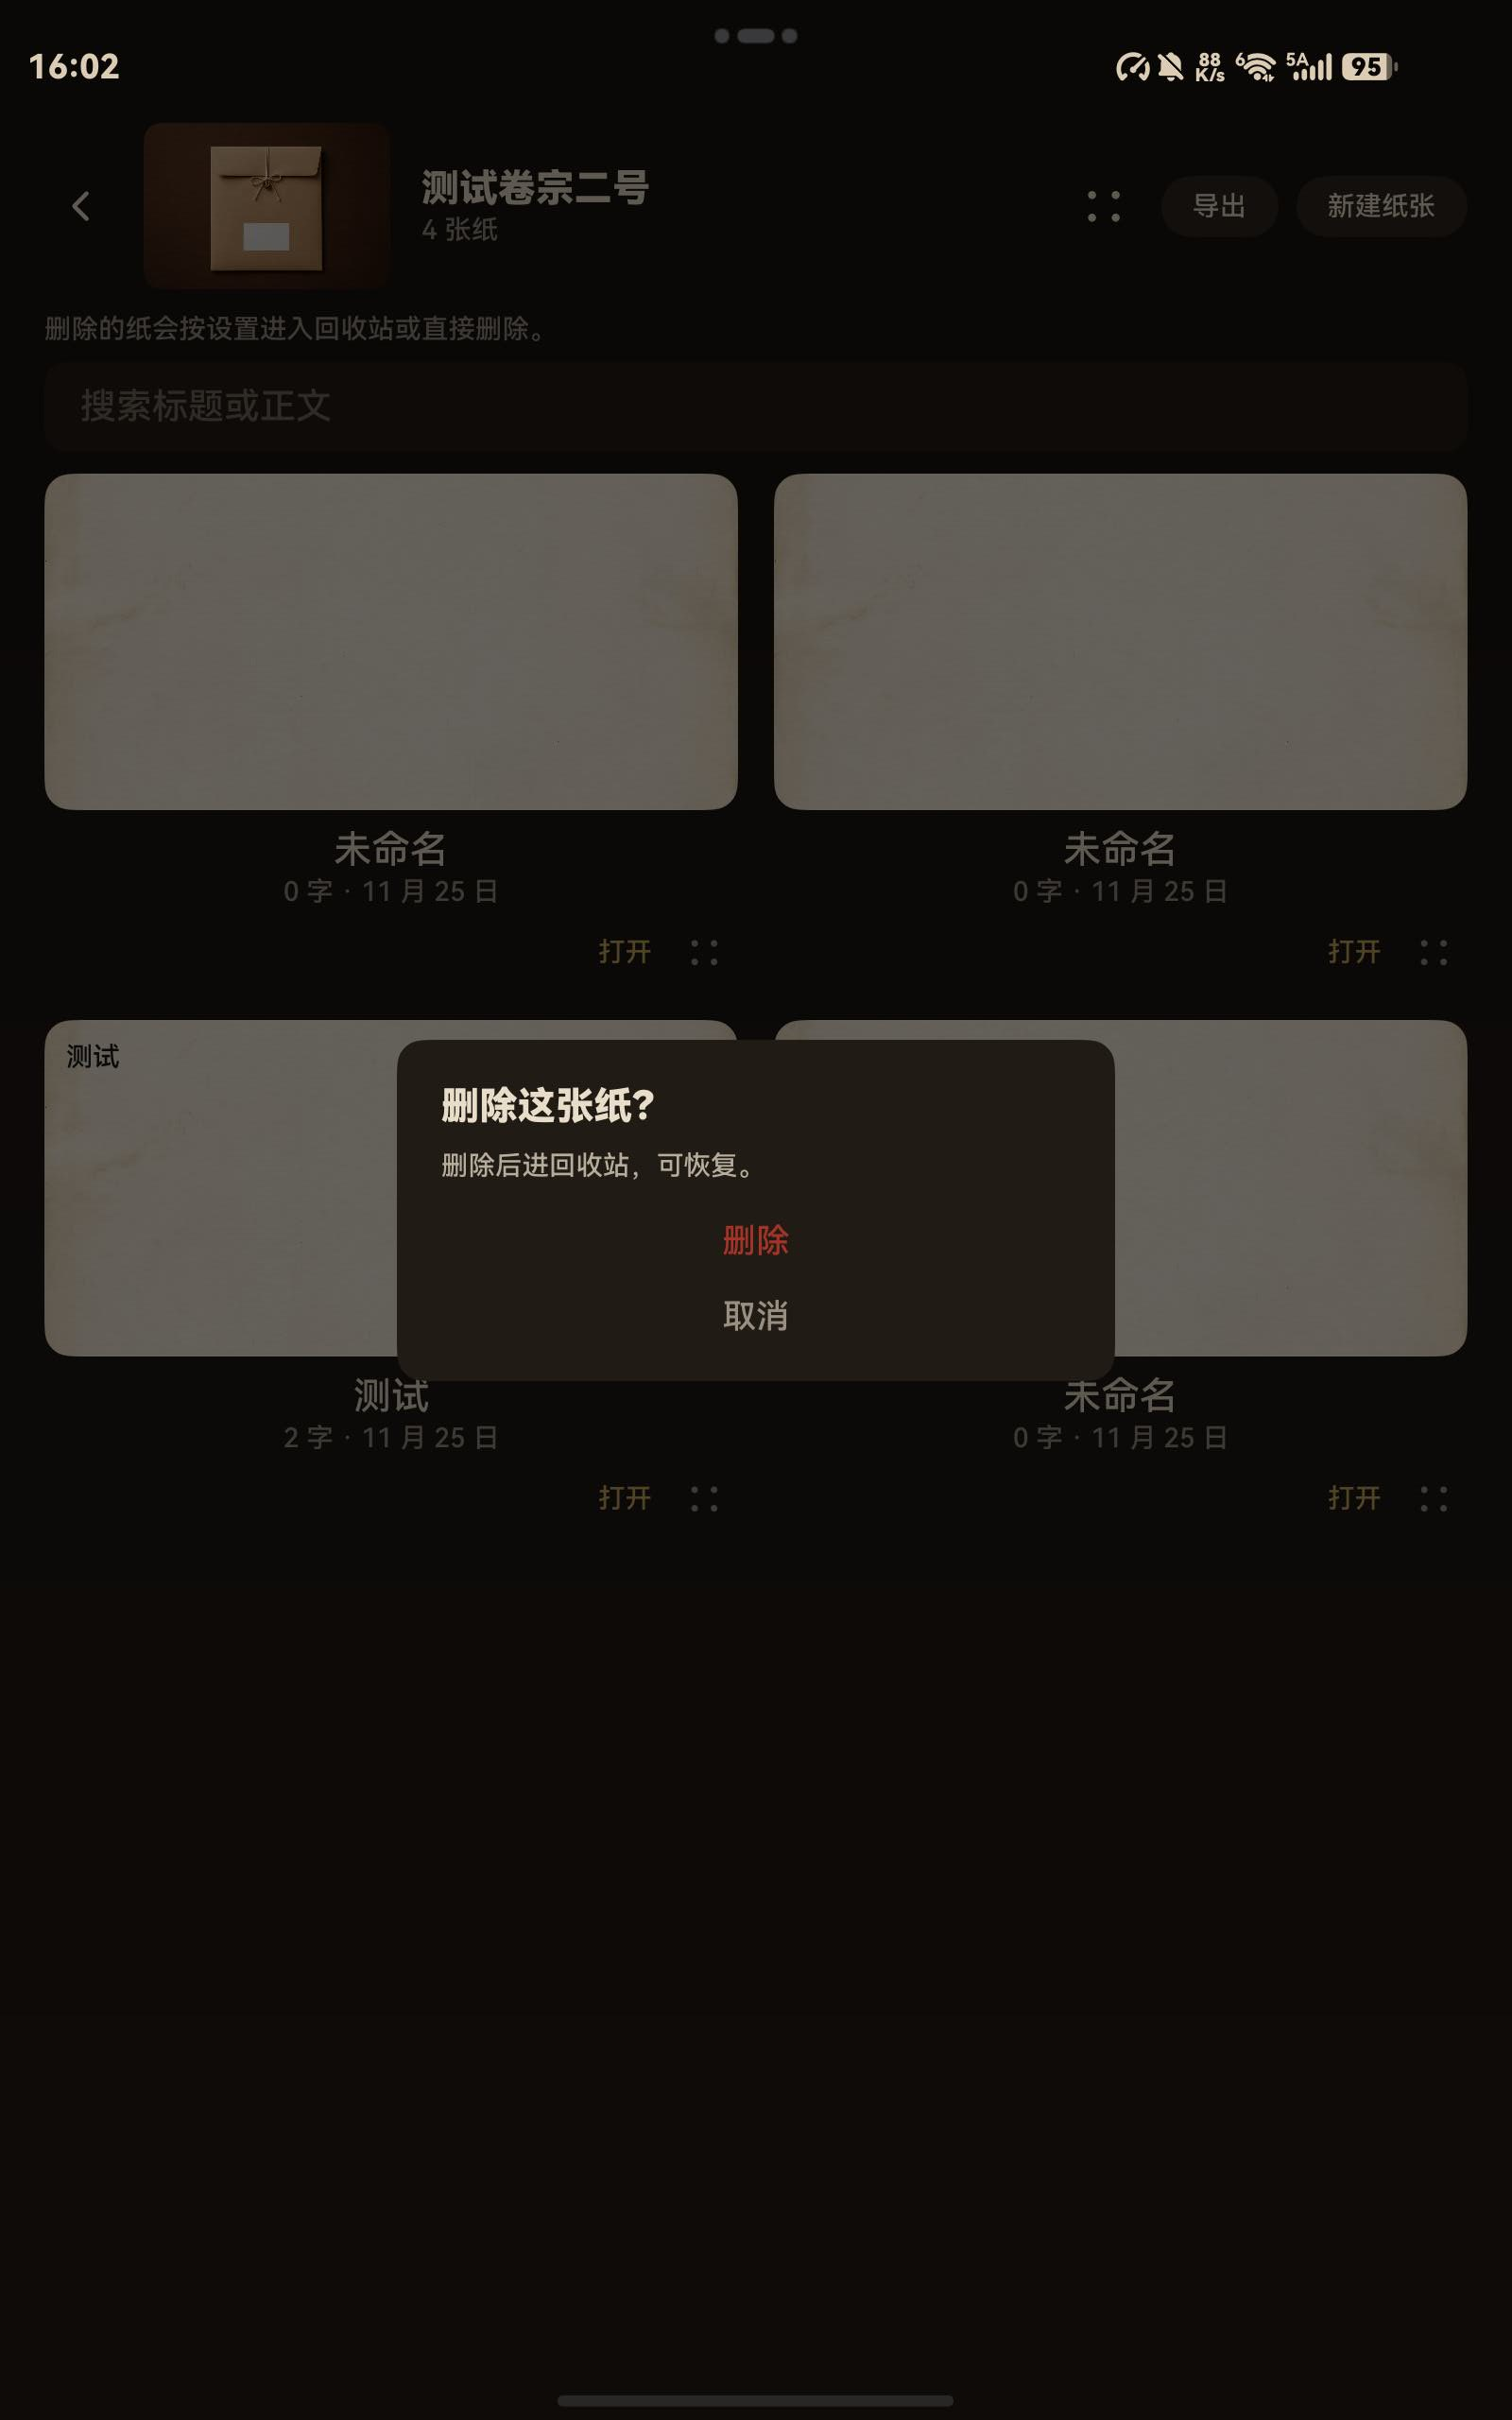 16:02
88 K/s
6
5A
95
测试卷宗二号
4 张纸
导出
新建纸张
删除的纸会按设置进入回收站或直接删除。
搜索标题或正文
未命名
0 字 · 11 月 25 日
打开
未命名
0 字 · 11 月 25 日
打开
测试
删除这张纸?
删除后进回收站，可恢复。
删除
取消
测试
2 字 · 11 月 25 日
打开
未命名
0 字 · 11 月 25 日
打开